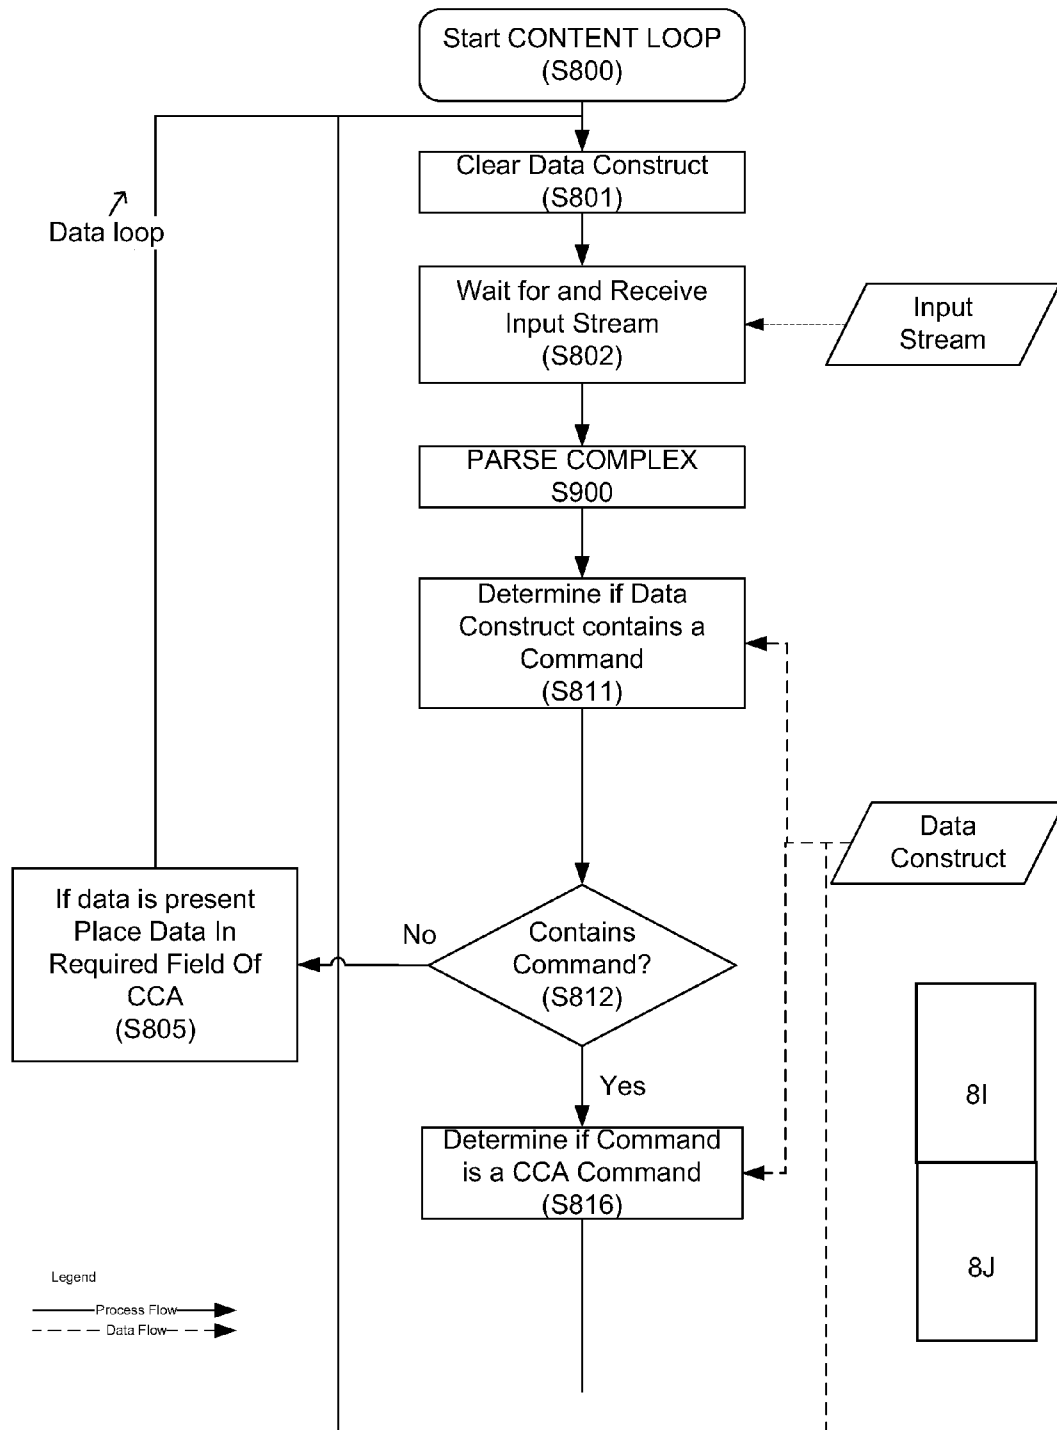 Start CONTENT LOOP
(S800)
Clear Data Construct
(S801)
Data loop
Wait for and Receive
Input Stream
(S802)
Input
Stream
PARSE COMPLEX
S900
Determine if Data
Construct contains a
Command
(S811)
Data
Construct
If data is present
Place Data In
Required Field Of
CCA
(S805)
No
Contains
Command?
(S812)
Yes
8I
Determine if Command
is a CCA Command
(S816)
8J
Legend
Process Flow
Data Flow